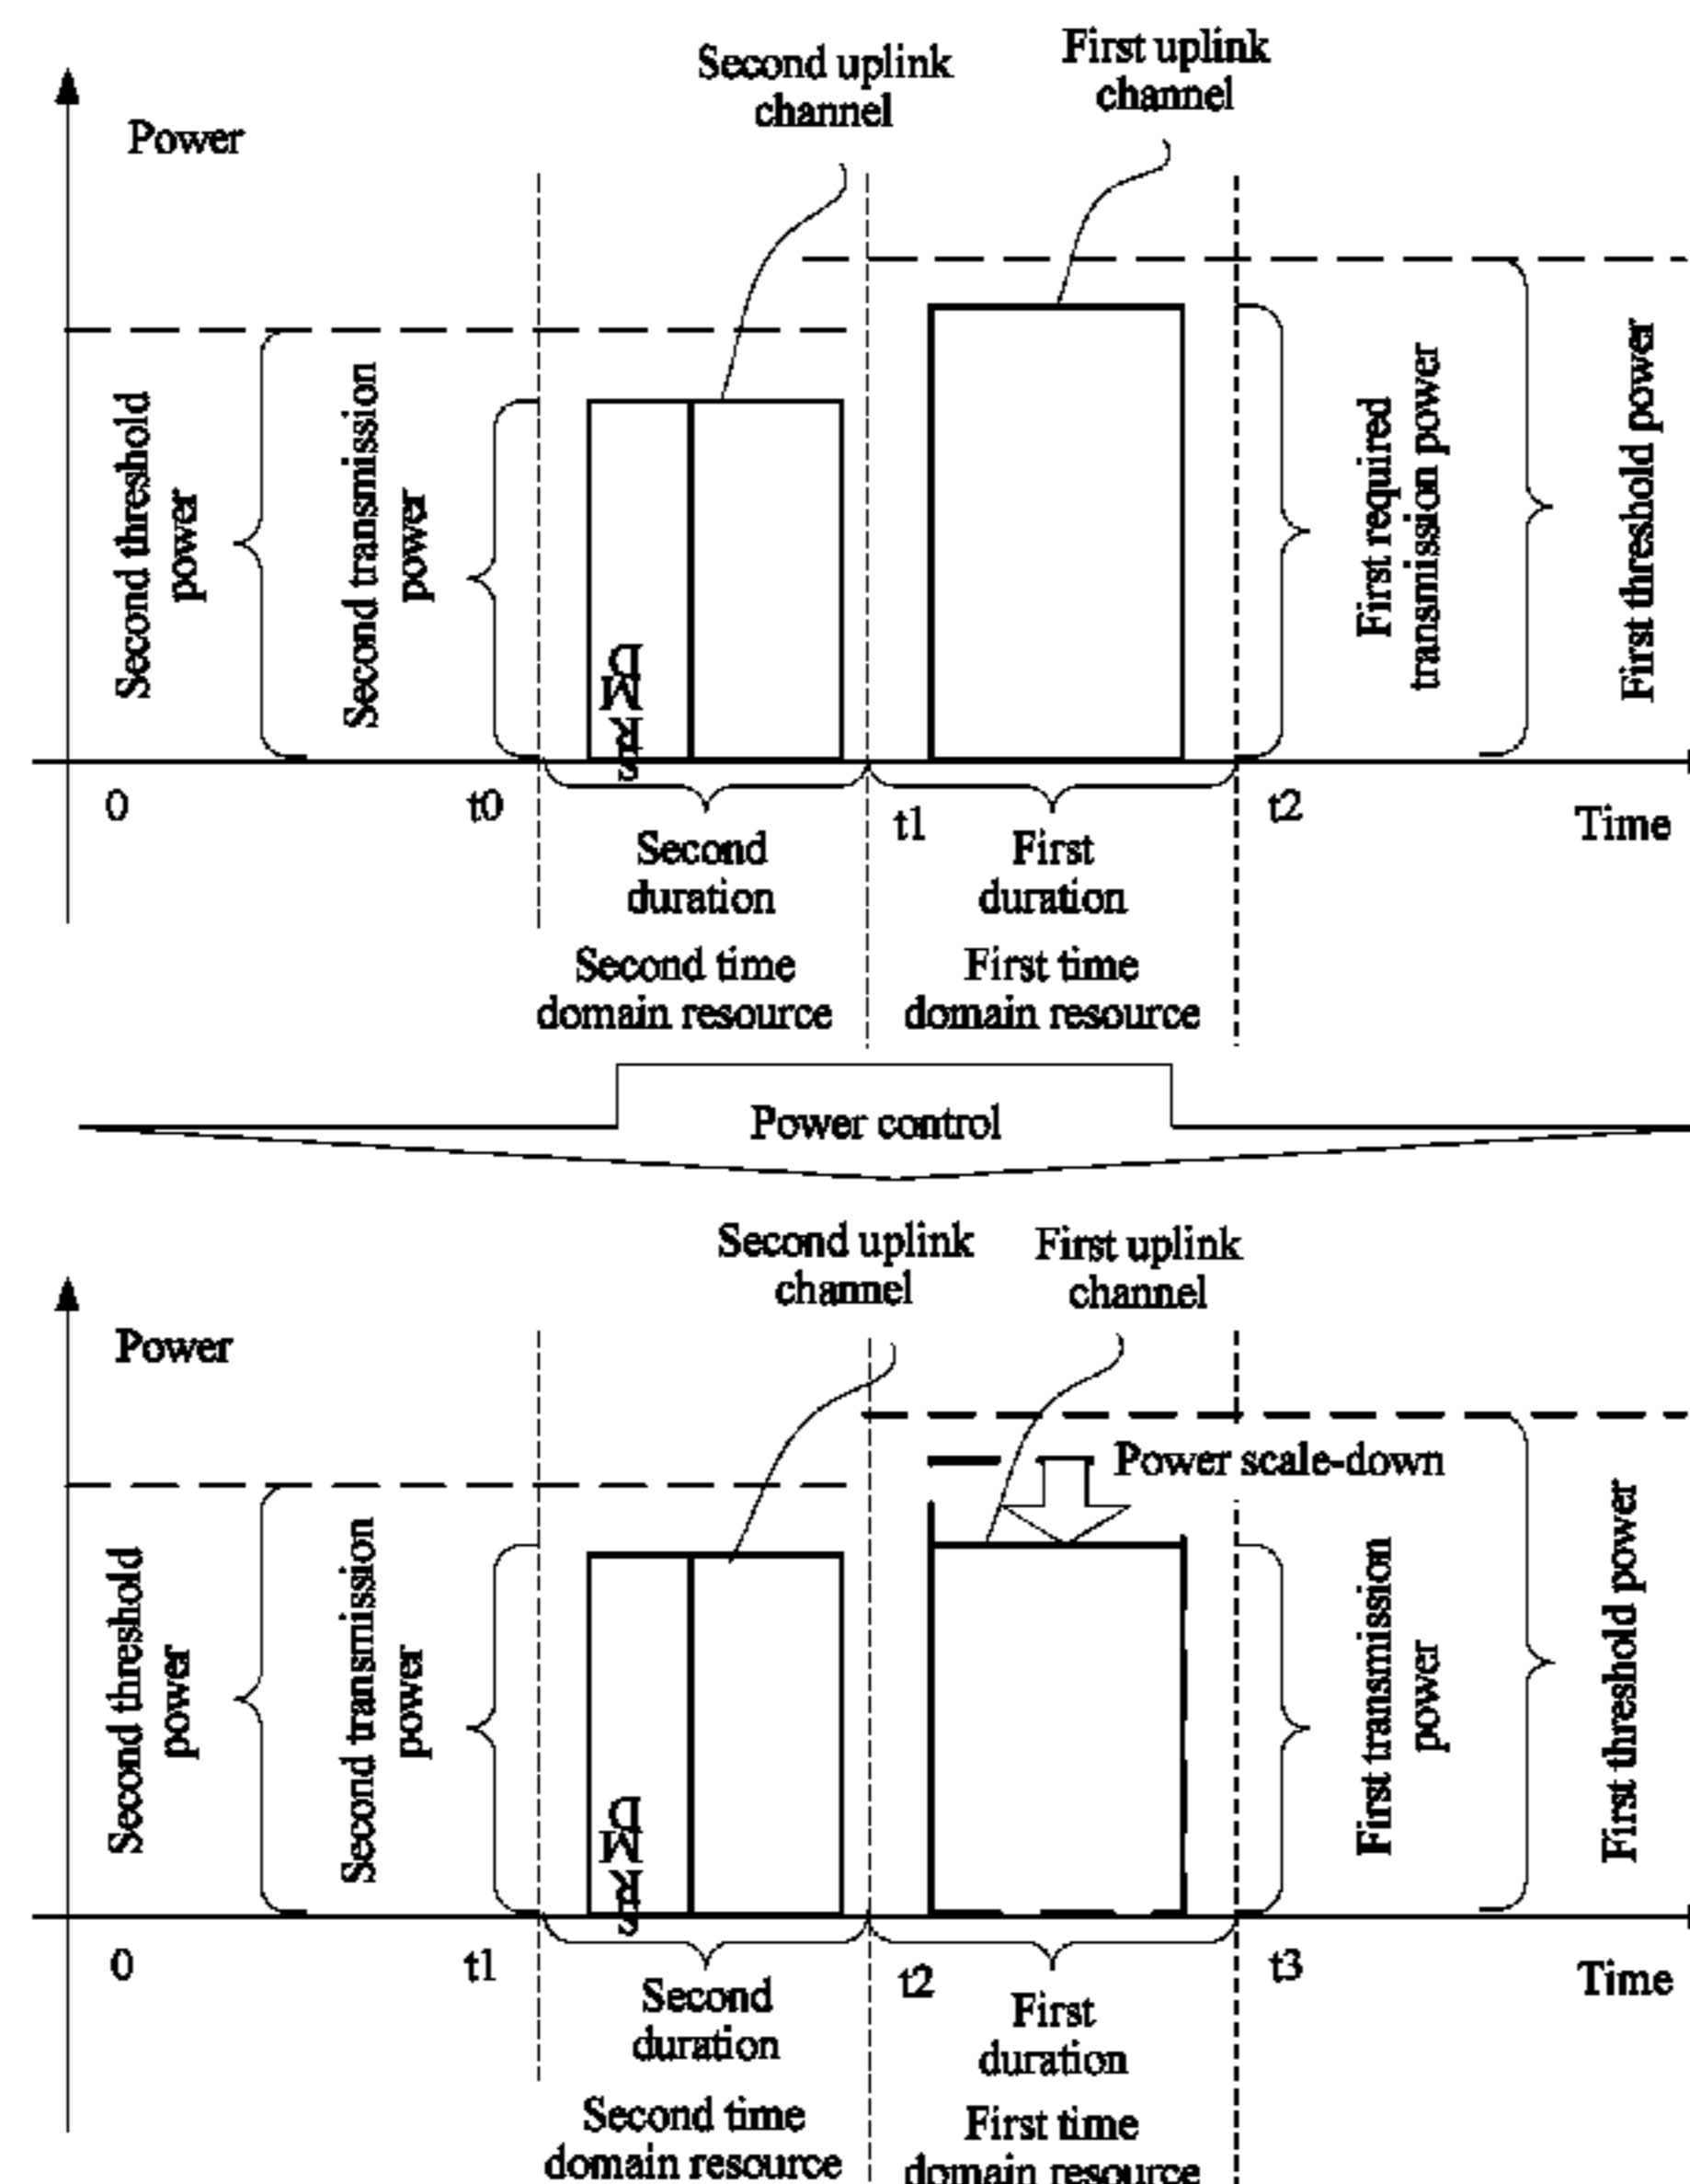 Second uplink
channel
First uplink
channel
Power
Second threshold
power
Second transmission
power
DMRS
First required
transmission power
First threshold power
0
t0
t1
t2
Time
Second
duration
First
duration
Second time
domain resource
First time
domain resource
Power control
Second uplink
channel
First uplink
channel
Power
Power scale-down
Second threshold
power
Second transmission
power
DMRS
First transmission
power
First threshold power
0
t1
t2
t3
Time
Second
duration
First
duration
Second time
domain resource
First time
domain resource